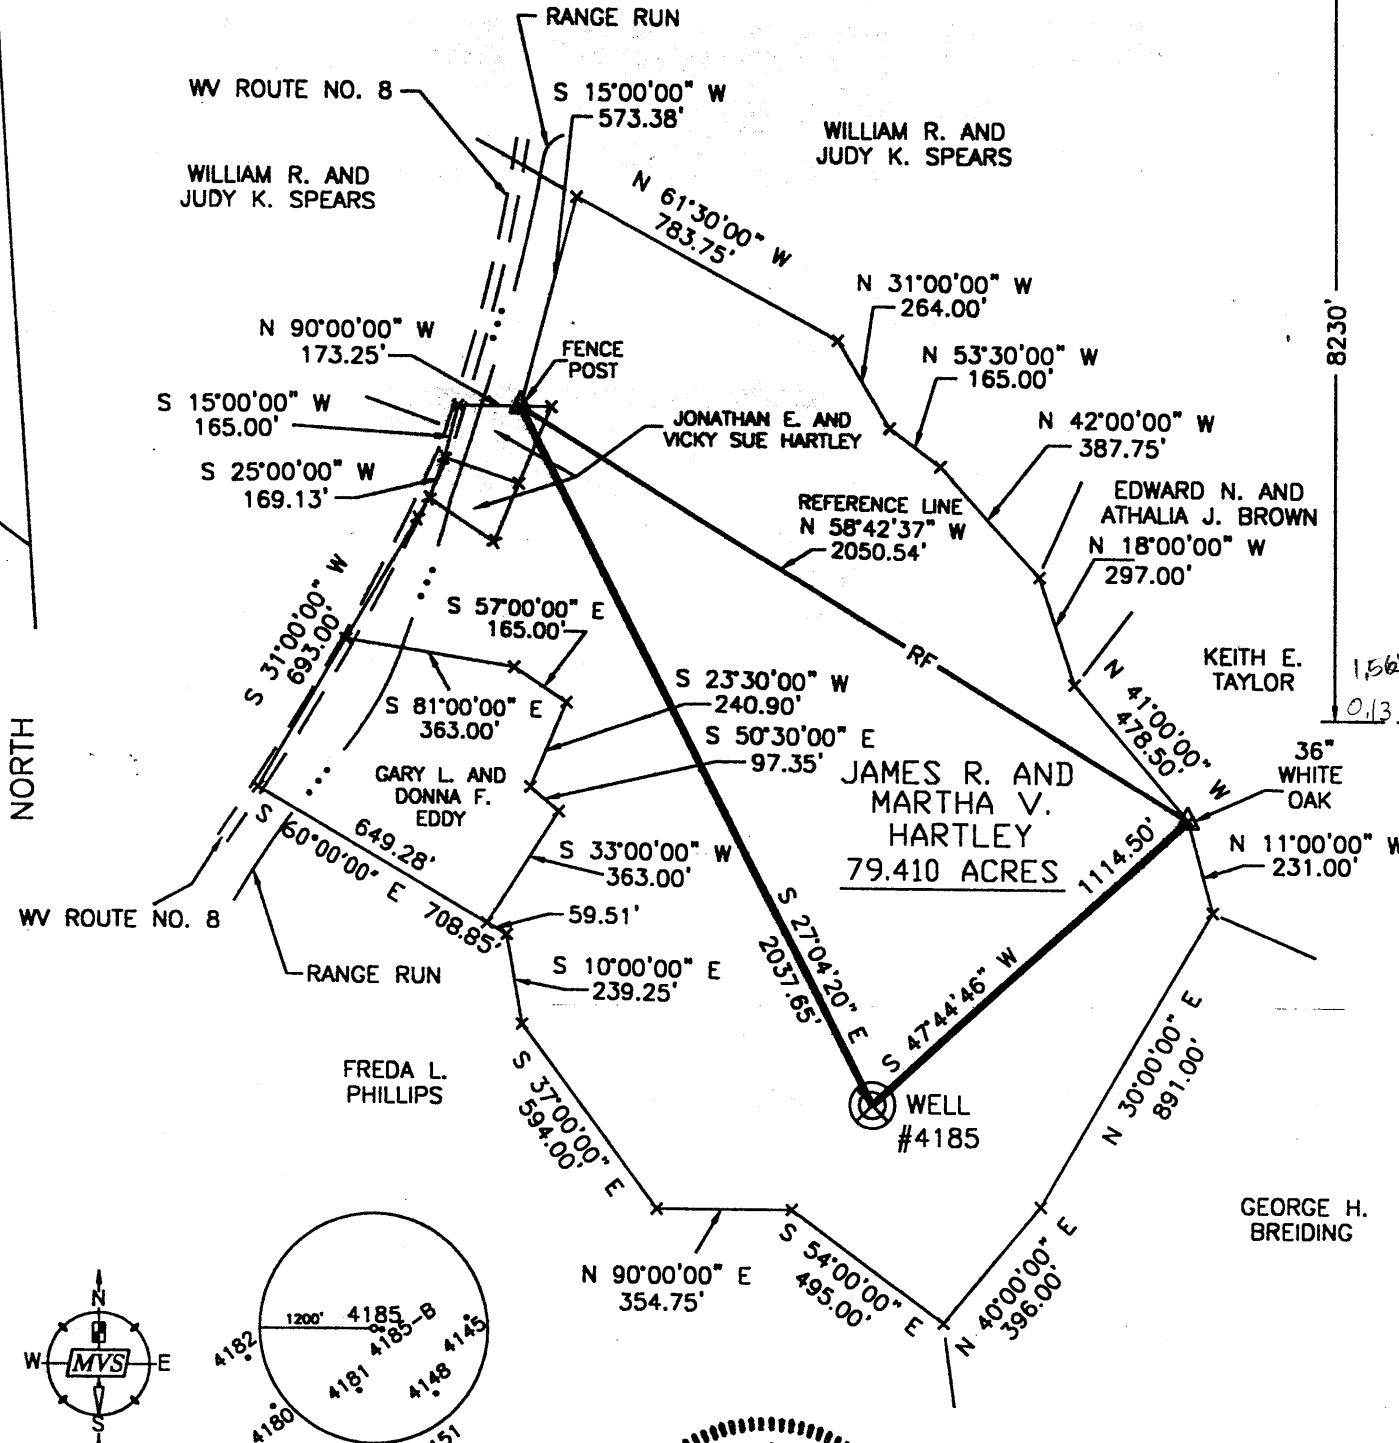 RANGE RUN
WV ROUTE NO. 8
S 15°00'00" W
573.38'
WILLIAM R. AND
JUDY K. SPEARS
WILLIAM R. AND
JUDY K. SPEARS
N 61°30'00" W
783.75'
N 31°00'00" W
264.00'
8230'
N 90°00'00" W
173.25'
FENCE
POST
N 53°30'00" W
165.00'
S 15°00'00" W
165.00'
JONATHAN E. AND
VICKY SUE HARTLEY
N 42°00'00" W
387.75'
S 25°00'00" W
169.13'
REFERENCE LINE
N 58°42'37" W
2050.54'
EDWARD N. AND
ATHALIA J. BROWN
N 18°00'00" W
297.00'
S 31°00'00" W
693.00'
S 57°00'00" E
165.00'
RF
KEITH E.
TAYLOR
S 23°30'00" W
240.90'
N 41°00'00" W
478.50'
S 81°00'00" E
363.00'
S 50°30'00" E
97.35'
0.13
NORTH
GARY L. AND
DONNA F.
EDDY
JAMES R. AND
MARTHA V.
HARTLEY
79.410 ACRES
36"
WHITE
OAK
649.28'
S 60°00'00" E
708.85'
S 33°00'00" W
363.00'
1114.50'
N 11°00'00" W
231.00'
59.51'
WV ROUTE NO. 8
RANGE RUN
S 10°00'00" E
239.25'
S 27°04'20" E
2037.65'
S 47°44'46" W
FREDA L.
PHILLIPS
S 37°00'00" E
594.00'
WELL
#4185
N 30°00'00" E
891.00'
GEORGE H.
BREIDING
N 90°00'00" E
354.75'
S 54°00'00" E
495.00'
N 40°00'00" E
396.00'
N
W MVS E
S
1200' 4185
4185-B
4145
4182
4181
4148
4180